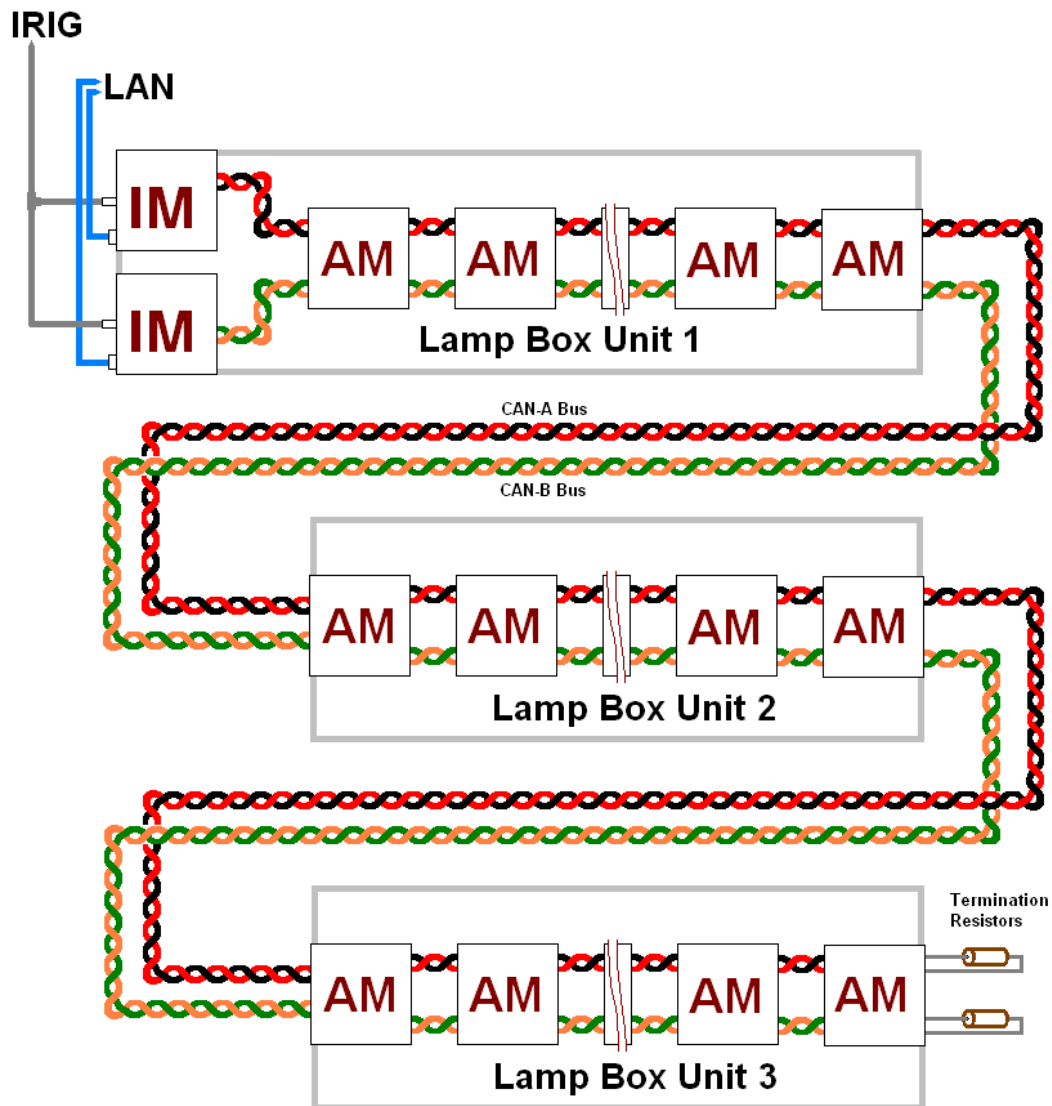 IRIG
LAN
IM
AM AM AM AM
IM
Lamp Box Unit 1
CAN-A Bus
CAN-B Bus
AM AM AM AM
Lamp Box Unit 2
Termination
Resistors
AM AM AM AM
Lamp Box Unit 3